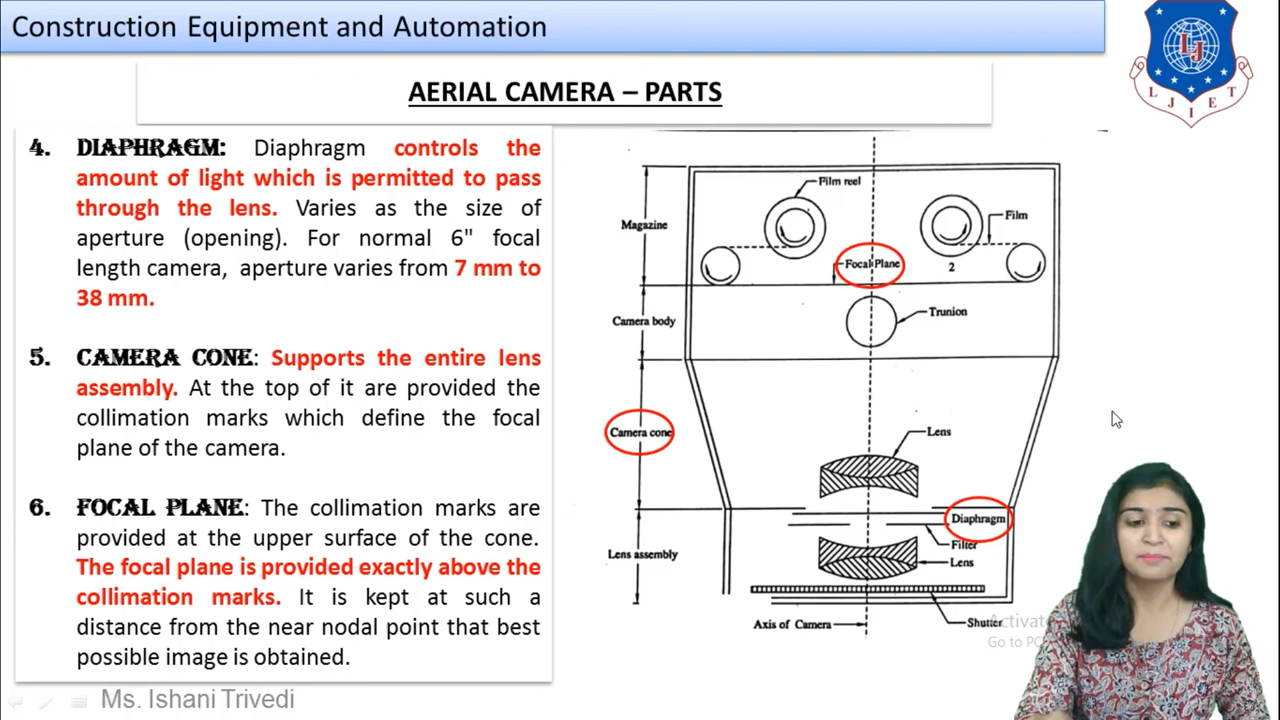 Construction Equipment and Automation
L J I E T
AERIAL CAMERA – PARTS
4. DIAPHRAGM: Diaphragm controls the
amount of light which is permitted to pass
through the lens. Varies as the size of
aperture (opening). For normal 6" focal
length camera, aperture varies from 7 mm to
38 mm.
5. CAMERA CONE: Supports the entire lens
assembly. At the top of it are provided the
collimation marks which define the focal
plane of the camera.
6. FOCAL PLANE: The collimation marks are
provided at the upper surface of the cone.
The focal plane is provided exactly above the
collimation marks. It is kept at such a
distance from the near nodal point that best
possible image is obtained.
Film reel
Magazine
Film
Focal Plane
2
Camera body
Trunion
Camera cone
Lens
Diaphragm
Filter
Lens assembly
Lens
Axis of Camera
Shutter
Activate
Go to PC
Ms. Ishani Trivedi